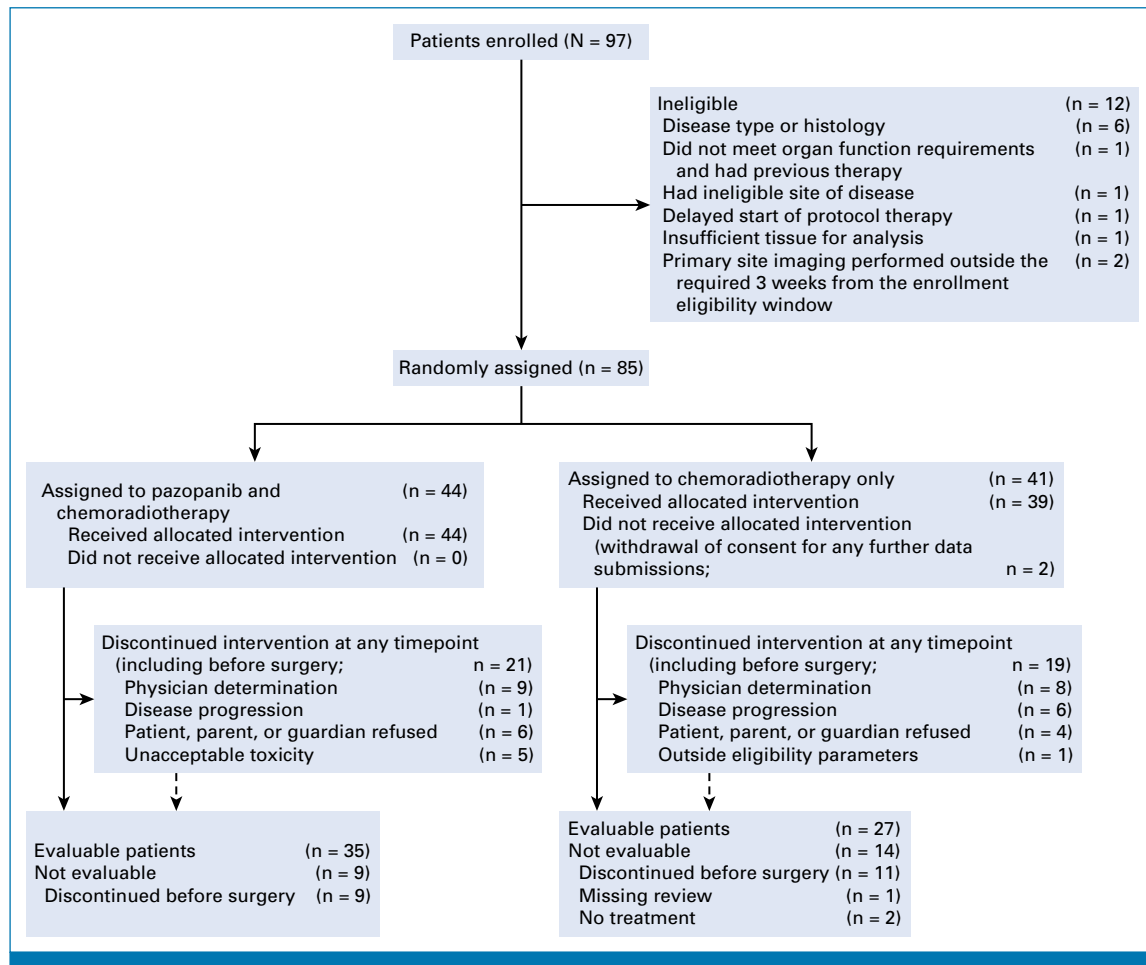 Patients enrolled (N = 97)
Ineligible (n = 12)
Disease type or histology (n = 6)
Did not meet organ function requirements (n = 1)
and had previous therapy
Had ineligible site of disease (n = 1)
Delayed start of protocol therapy (n = 1)
Insufficient tissue for analysis (n = 1)
Primary site imaging performed outside the (n = 2)
required 3 weeks from the enrollment
eligibility window
Randomly assigned (n = 85)
Assigned to pazopanib and (n = 44)
chemoradiotherapy
Received allocated intervention (n = 44)
Did not receive allocated intervention (n = 0)
Assigned to chemoradiotherapy only (n = 41)
Received allocated intervention (n = 39)
Did not receive allocated intervention
(withdrawal of consent for any further data
submissions; n = 2)
Discontinued intervention at any timepoint
(including before surgery; n = 21)
Physician determination (n = 9)
Disease progression (n = 1)
Patient, parent, or guardian refused (n = 6)
Unacceptable toxicity (n = 5)
Discontinued intervention at any timepoint
(including before surgery; n = 19)
Physician determination (n = 8)
Disease progression (n = 6)
Patient, parent, or guardian refused (n = 4)
Outside eligibility parameters (n = 1)
Evaluable patients (n = 35)
Not evaluable (n = 9)
Discontinued before surgery (n = 9)
Evaluable patients (n = 27)
Not evaluable (n = 14)
Discontinued before surgery (n = 11)
Missing review (n = 1)
No treatment (n = 2)